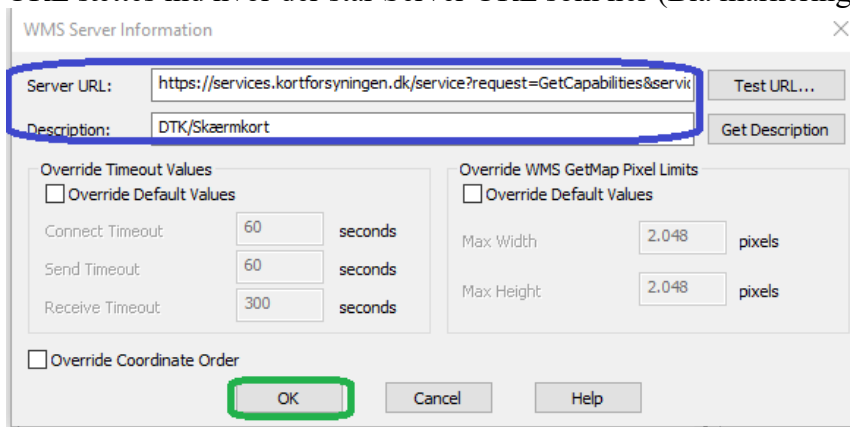 WMS Server Information
Server URL: https://services.kortforsyningen.dk/service?request=GetCapabilities&servic Test URL...
Description: DTK/Skærmkort Get Description
Override Timeout Values Override WMS GetMap Pixel Limits
Override Default Values Override Default Values
Connect Timeout 60 seconds
Max Width 2.048 pixels
Send Timeout 60 seconds
Max Height 2.048 pixels
Receive Timeout 300 seconds
Override Coordinate Order
OK Cancel Help